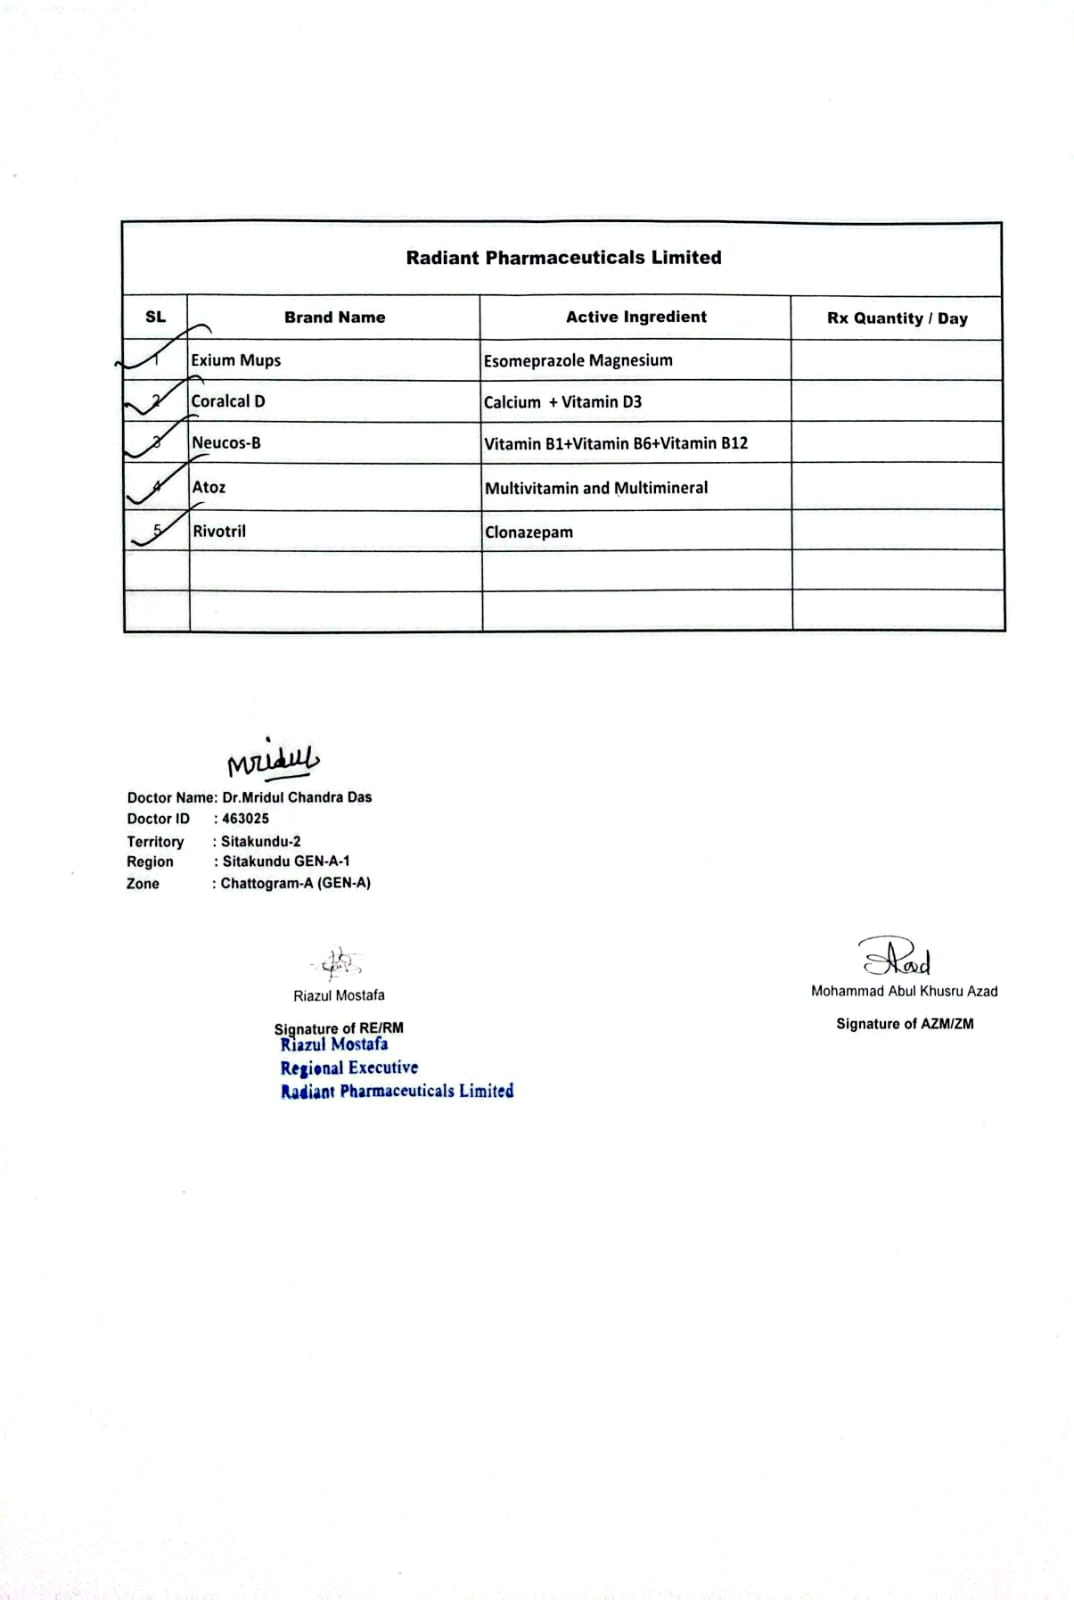 Radiant Pharmaceuticals Limited
SL Brand Name Active Ingredient Rx Quantity / Day
1 Exium Mups Esomeprazole Magnesium
2 Coralcal D Calcium + Vitamin D3
3 Neucos-B Vitamin B1+Vitamin B6+Vitamin B12
4 Atoz Multivitamin and Multimineral
5 Rivotril Clonazepam
Mridul
Doctor Name: Dr.Mridul Chandra Das
Doctor ID : 463025
Territory : Sitakundu-2
Region : Sitakundu GEN-A-1
Zone : Chattogram-A (GEN-A)
Azad
Riazul Mostafa Mohammad Abul Khusru Azad
Signature of RE/RM Signature of AZM/ZM
Riazul Mostafa
Regional Executive
Radiant Pharmaceuticals Limited